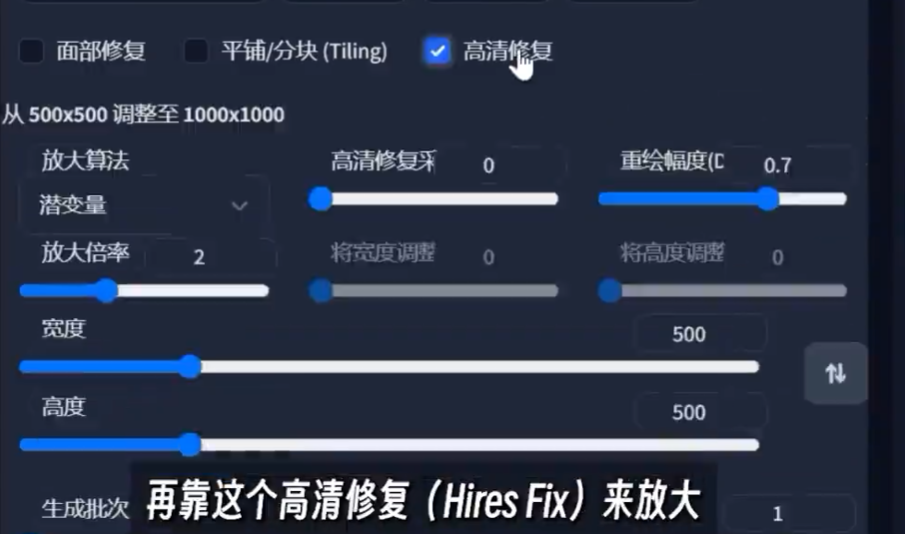 面部修复 平铺/分块 (Tiling) 高清修复
从 500x500 调整至 1000x1000
放大算法 高清修复采 0 重绘幅度(D 0.7
潜变量
放大倍率 2 将宽度调整 0 将高度调整 0
宽度 500
高度 500
生成批次 1
再靠这个高清修复（Hires Fix）来放大